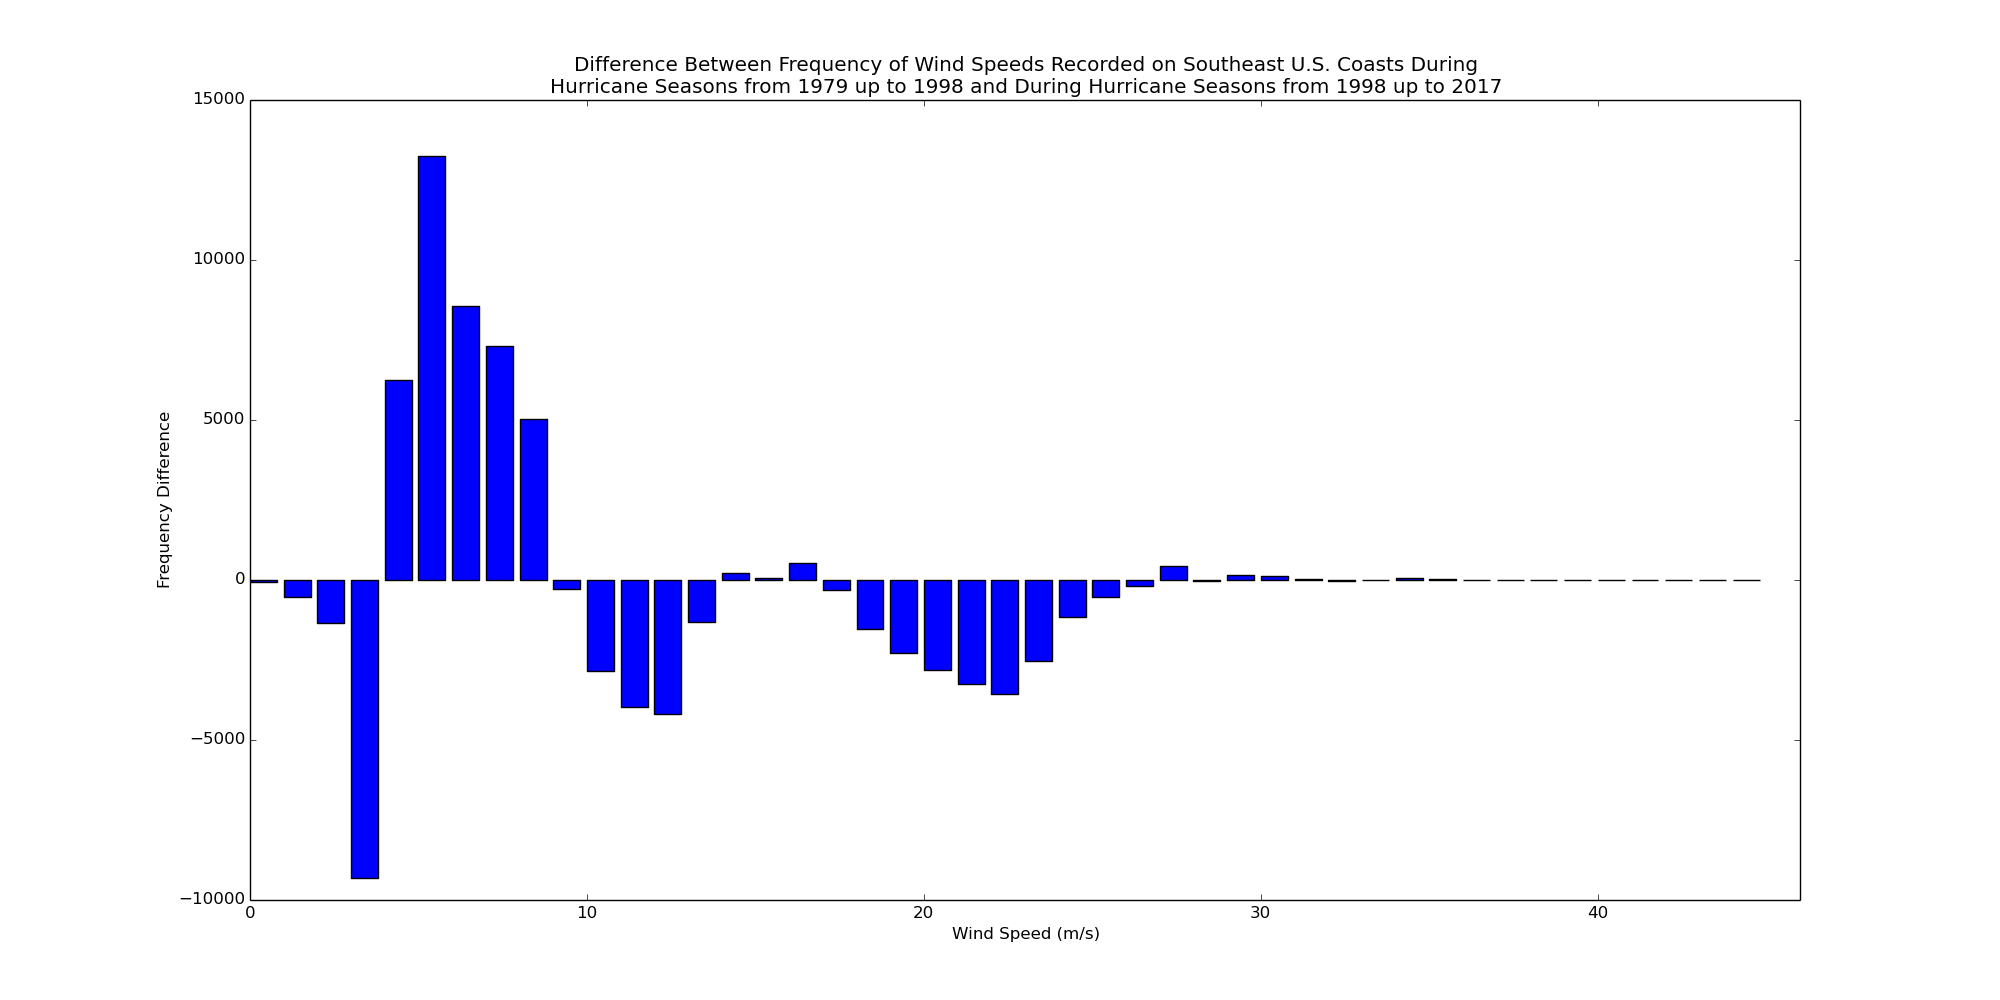 Difference Between Frequency of Wind Speeds Recorded on Southeast U.S. Coasts During
Hurricane Seasons from 1979 up to 1998 and During Hurricane Seasons from 1998 up to 2017
15000
10000
5000
0
−5000
−10000
Frequency Difference
0 10 20 30 40
Wind Speed (m/s)